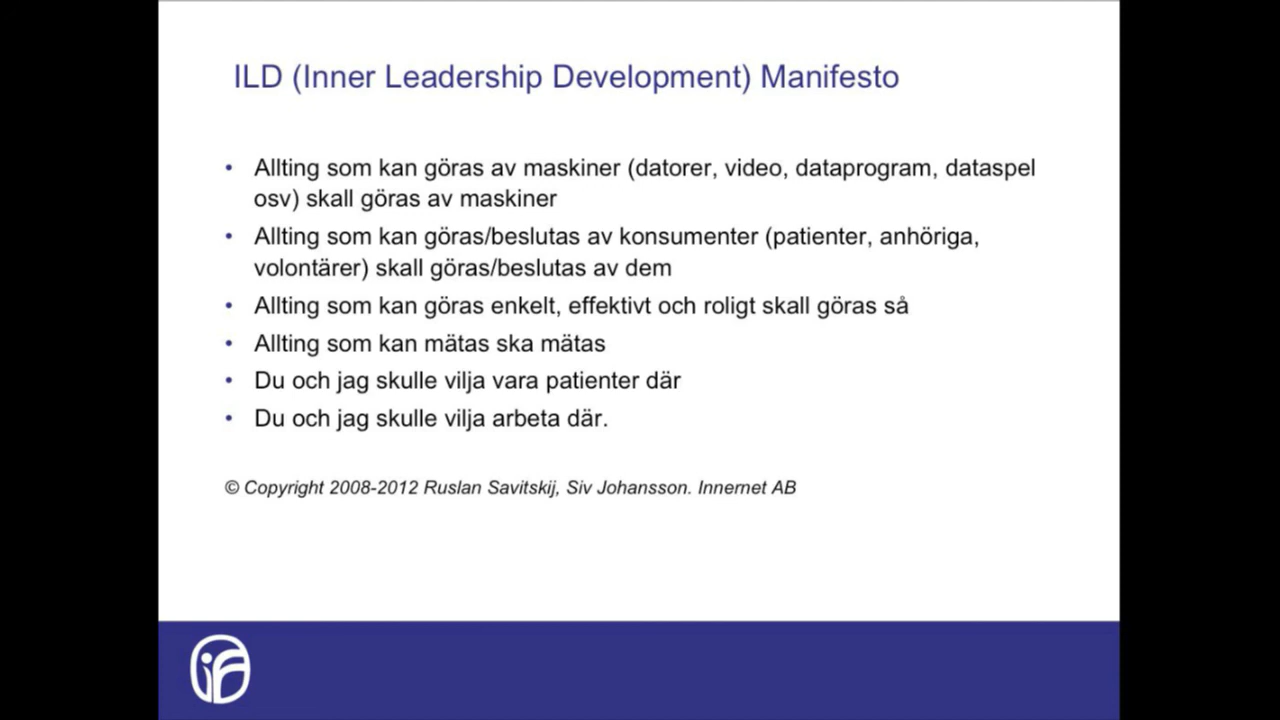 ILD (Inner Leadership Development) Manifesto
• Allting som kan göras av maskiner (datorer, video, dataprogram, dataspel
osv) skall göras av maskiner
• Allting som kan göras/beslutas av konsumenter (patienter, anhöriga,
volontärer) skall göras/beslutas av dem
• Allting som kan göras enkelt, effektivt och roligt skall göras så
• Allting som kan mätas ska mätas
• Du och jag skulle vilja vara patienter där
• Du och jag skulle vilja arbeta där.
© Copyright 2008-2012 Ruslan Savitskij, Siv Johansson. Innernet AB